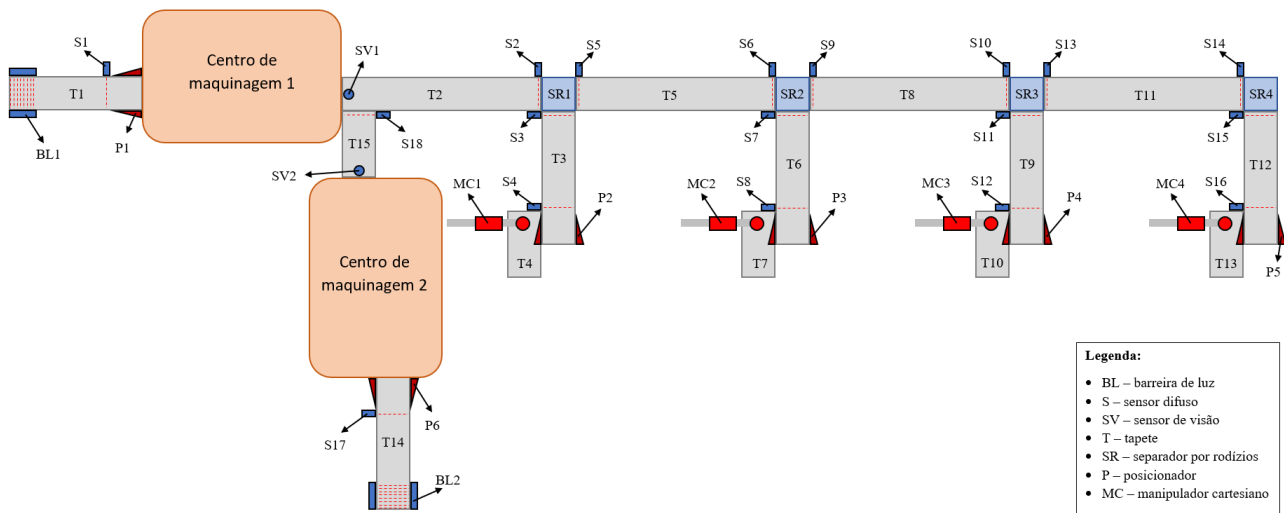 S1
SV1
S2
S5
S6
S9
S10
S13
S14
Centro de
maquinagem 1
T1
T2
SR1
T5
SR2
T8
SR3
T11
SR4
BL1
P1
T15
S18
S3
S7
S11
S15
SV2
T3
T6
T9
T12
MC1
S4
P2
MC2
S8
P3
MC3
S12
P4
MC4
S16
P5
T4
T7
T10
T13
Centro de
maquinagem 2
S17
P6
T14
BL2
Legenda:
• BL – barreira de luz
• S – sensor difuso
• SV – sensor de visão
• T – tapete
• SR – separador por rodízios
• P – posicionador
• MC – manipulador cartesiano